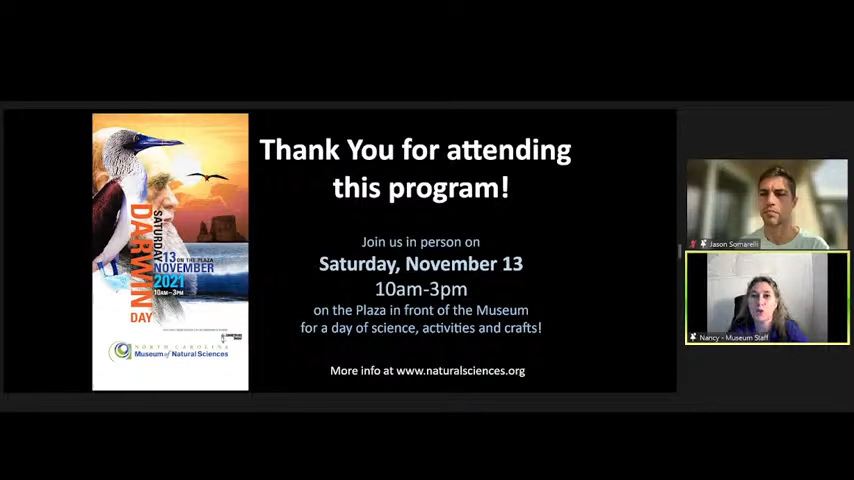 DARWIN
DAY
SATURDAY
13 ON THE PLAZA
NOVEMBER
2021
10AM–3PM
NORTH CAROLINA
Museum of Natural Sciences
Thank You for attending
this program!
Join us in person on
Saturday, November 13
10am-3pm
on the Plaza in front of the Museum
for a day of science, activities and crafts!
More info at www.naturalsciences.org
Jason Somarelli
Nancy - Museum Staff